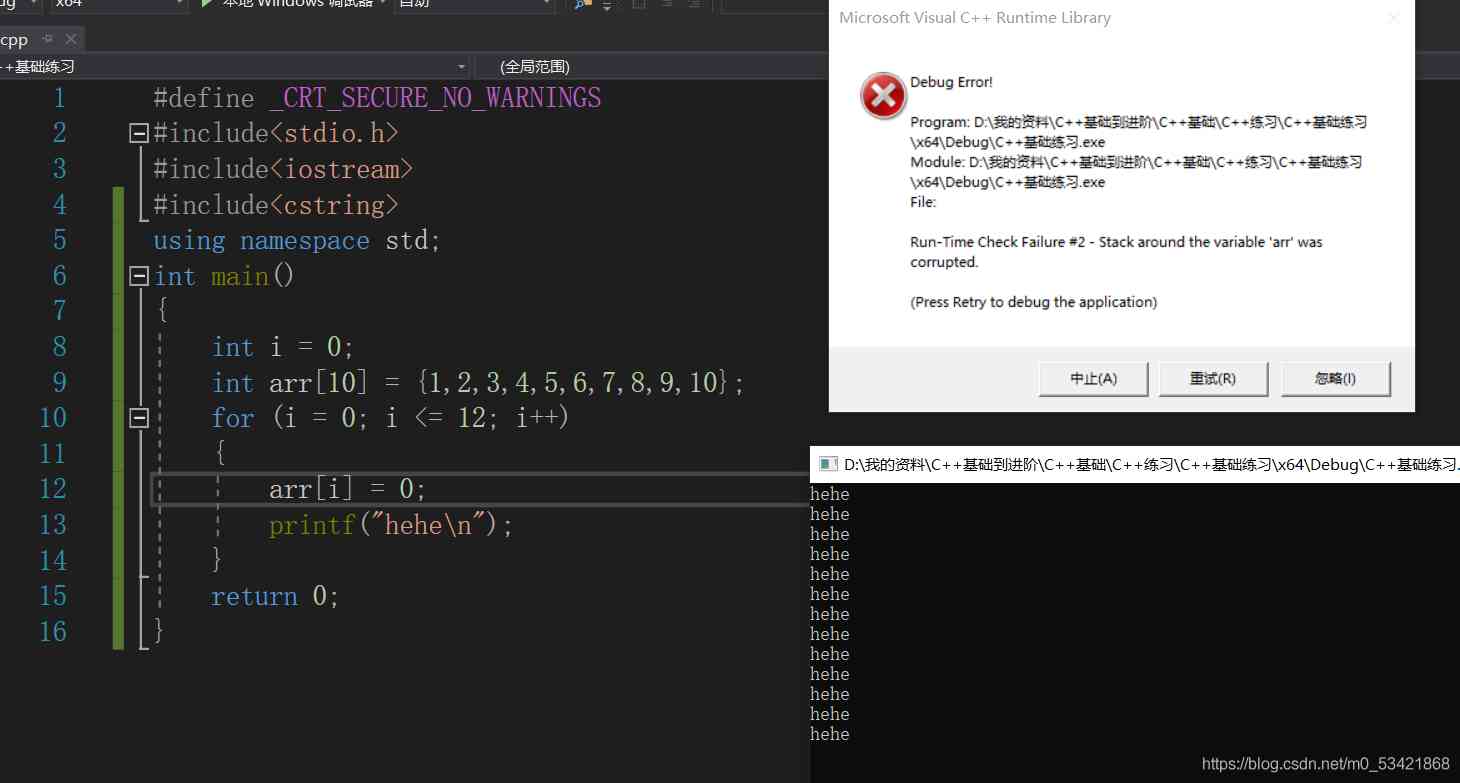 x64
本地 Windows 调试器
自动
cpp
++基础练习
(全局范围)
1 #define _CRT_SECURE_NO_WARNINGS
2 #include<stdio.h>
3 #include<iostream>
4 #include<cstring>
5 using namespace std;
6 int main()
7 {
8 int i = 0;
9 int arr[10] = {1,2,3,4,5,6,7,8,9,10};
10 for (i = 0; i <= 12; i++)
11 {
12 arr[i] = 0;
13 printf("hehe\n");
14 }
15 return 0;
16 }
Microsoft Visual C++ Runtime Library
Debug Error!
Program: D:\我的资料\C++基础到进阶\C++基础\C++练习\C++基础练习
\x64\Debug\C++基础练习.exe
Module: D:\我的资料\C++基础到进阶\C++基础\C++练习\C++基础练习
\x64\Debug\C++基础练习.exe
File:
Run-Time Check Failure #2 - Stack around the variable 'arr' was
corrupted.
(Press Retry to debug the application)
中止(A)
重试(R)
忽略(I)
D:\我的资料\C++基础到进阶\C++基础\C++练习\C++基础练习\x64\Debug\C++基础练习.
hehe
hehe
hehe
hehe
hehe
hehe
hehe
hehe
hehe
hehe
hehe
hehe
hehe
https://blog.csdn.net/m0_53421868